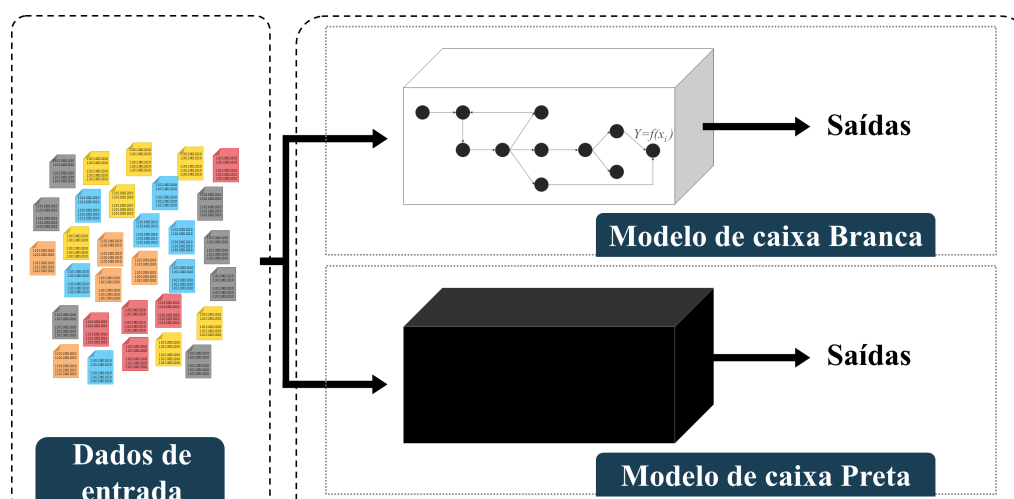 Y=f(xi)
Saídas
Modelo de caixa Branca
Saídas
Modelo de caixa Preta
Dados de
entrada